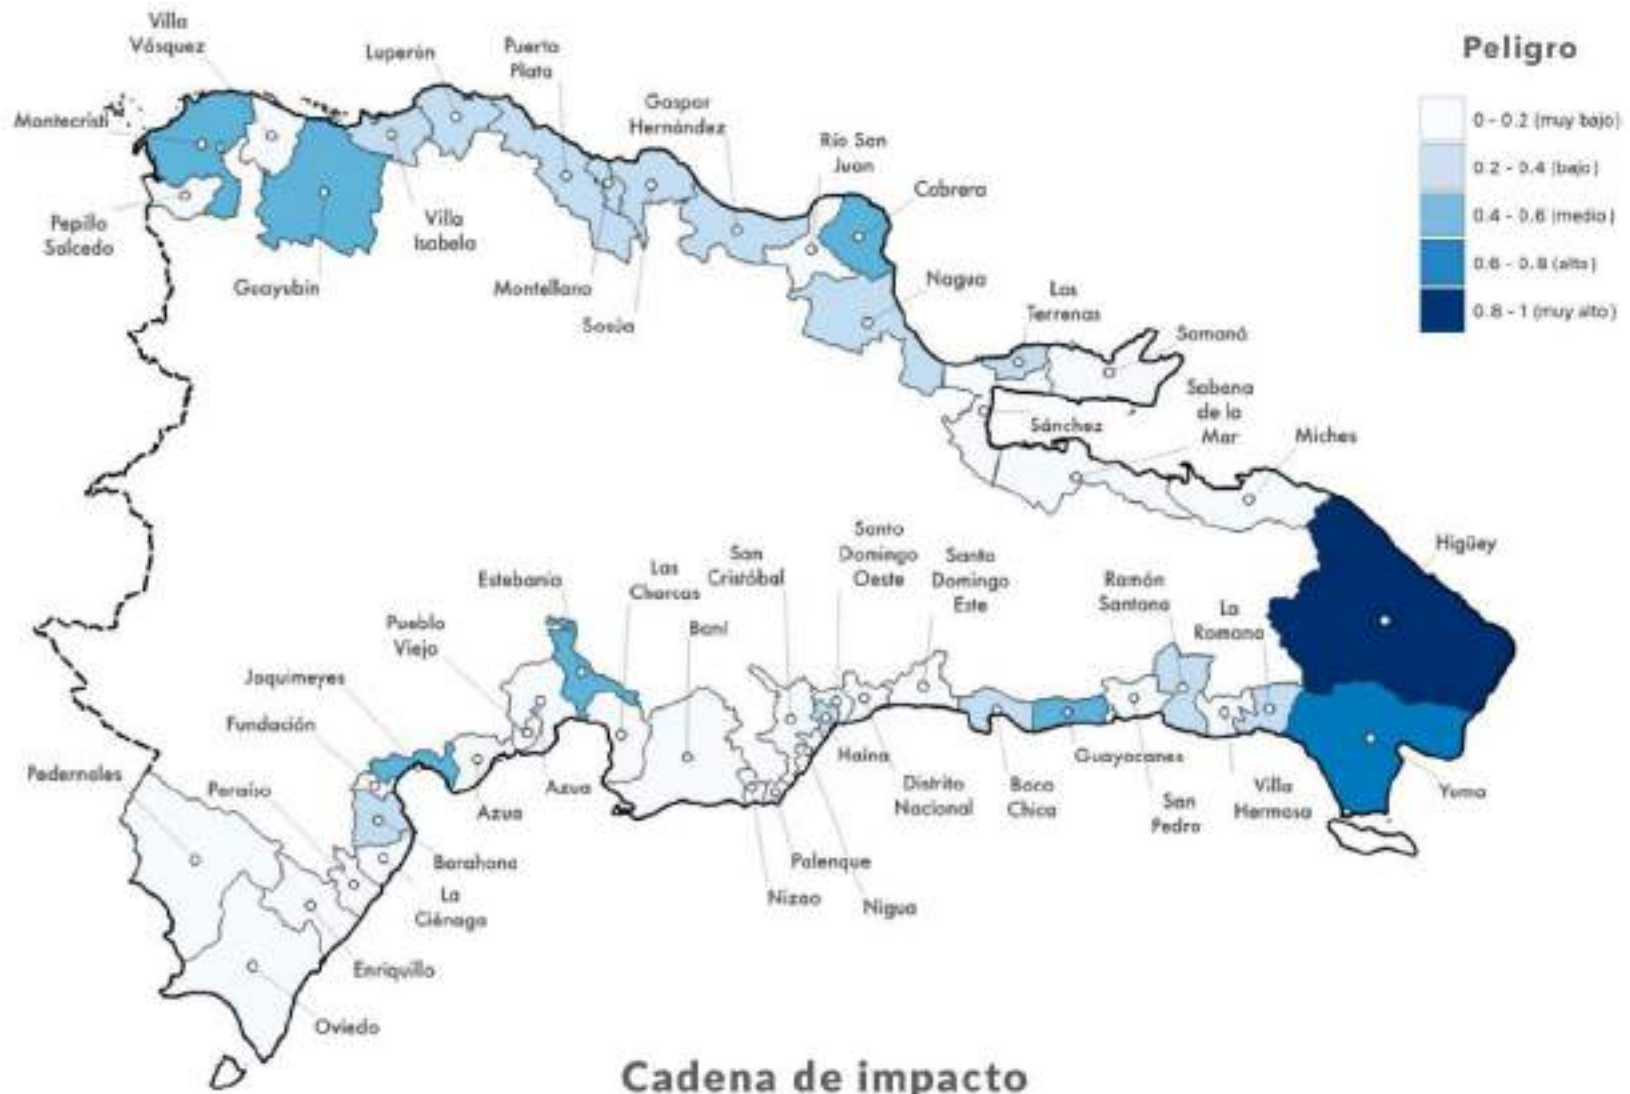 Villa
Vásquez
Luperón
Puerto
Plata
Gaspar
Hernández
Río San
Juan
Cabrera
Montecristi
Pepillo
Salcedo
Guayubín
Villa
Isabela
Montellano
Sosúa
Nagua
Las
Terrenas
Samaná
Sánchez
Sabana
de la
Mar
Miches
Higüey
Peligro
0 - 0.2 (muy bajo)
0.2 - 0.4 (bajo)
0.4 - 0.6 (medio)
0.6 - 0.8 (alto)
0.8 - 1 (muy alto)
Estebanía
Las
Charcas
San
Cristóbal
Santo
Domingo
Oeste
Santo
Domingo
Este
Ramón
Santana
La
Romana
Pueblo
Viejo
Baní
Jaquimeyes
Fundación
Pedernales
Peraíso
Azua
Azua
Haina
Distrito
Nacional
Boca
Chica
Guayacanes
San
Pedro
Villa
Hermosa
Yuma
Barahona
La
Ciénaga
Palenque
Nizao
Nigua
Enriquillo
Oviedo
Cadena de impacto